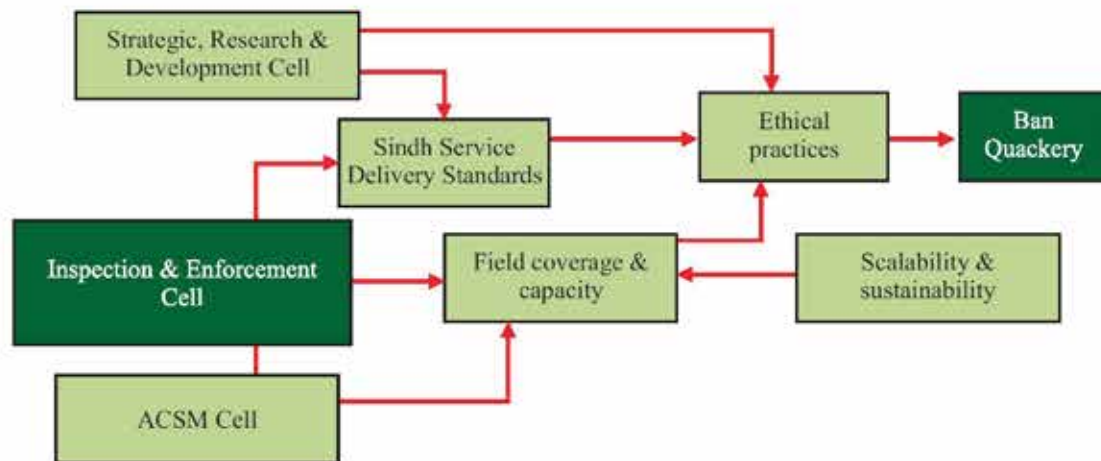 Strategic, Research &
Development Cell
Sindh Service
Delivery Standards
Ethical
practices
Ban
Quackery
Inspection & Enforcement
Cell
Field coverage &
capacity
Scalability &
sustainability
ACSM Cell